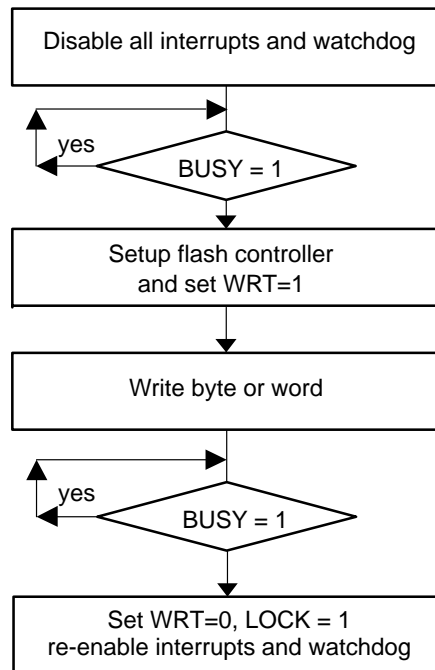 Disable all interrupts and watchdog
yes
BUSY = 1
Setup flash controller
and set WRT=1
Write byte or word
yes
BUSY = 1
Set WRT=0, LOCK = 1
re-enable interrupts and watchdog